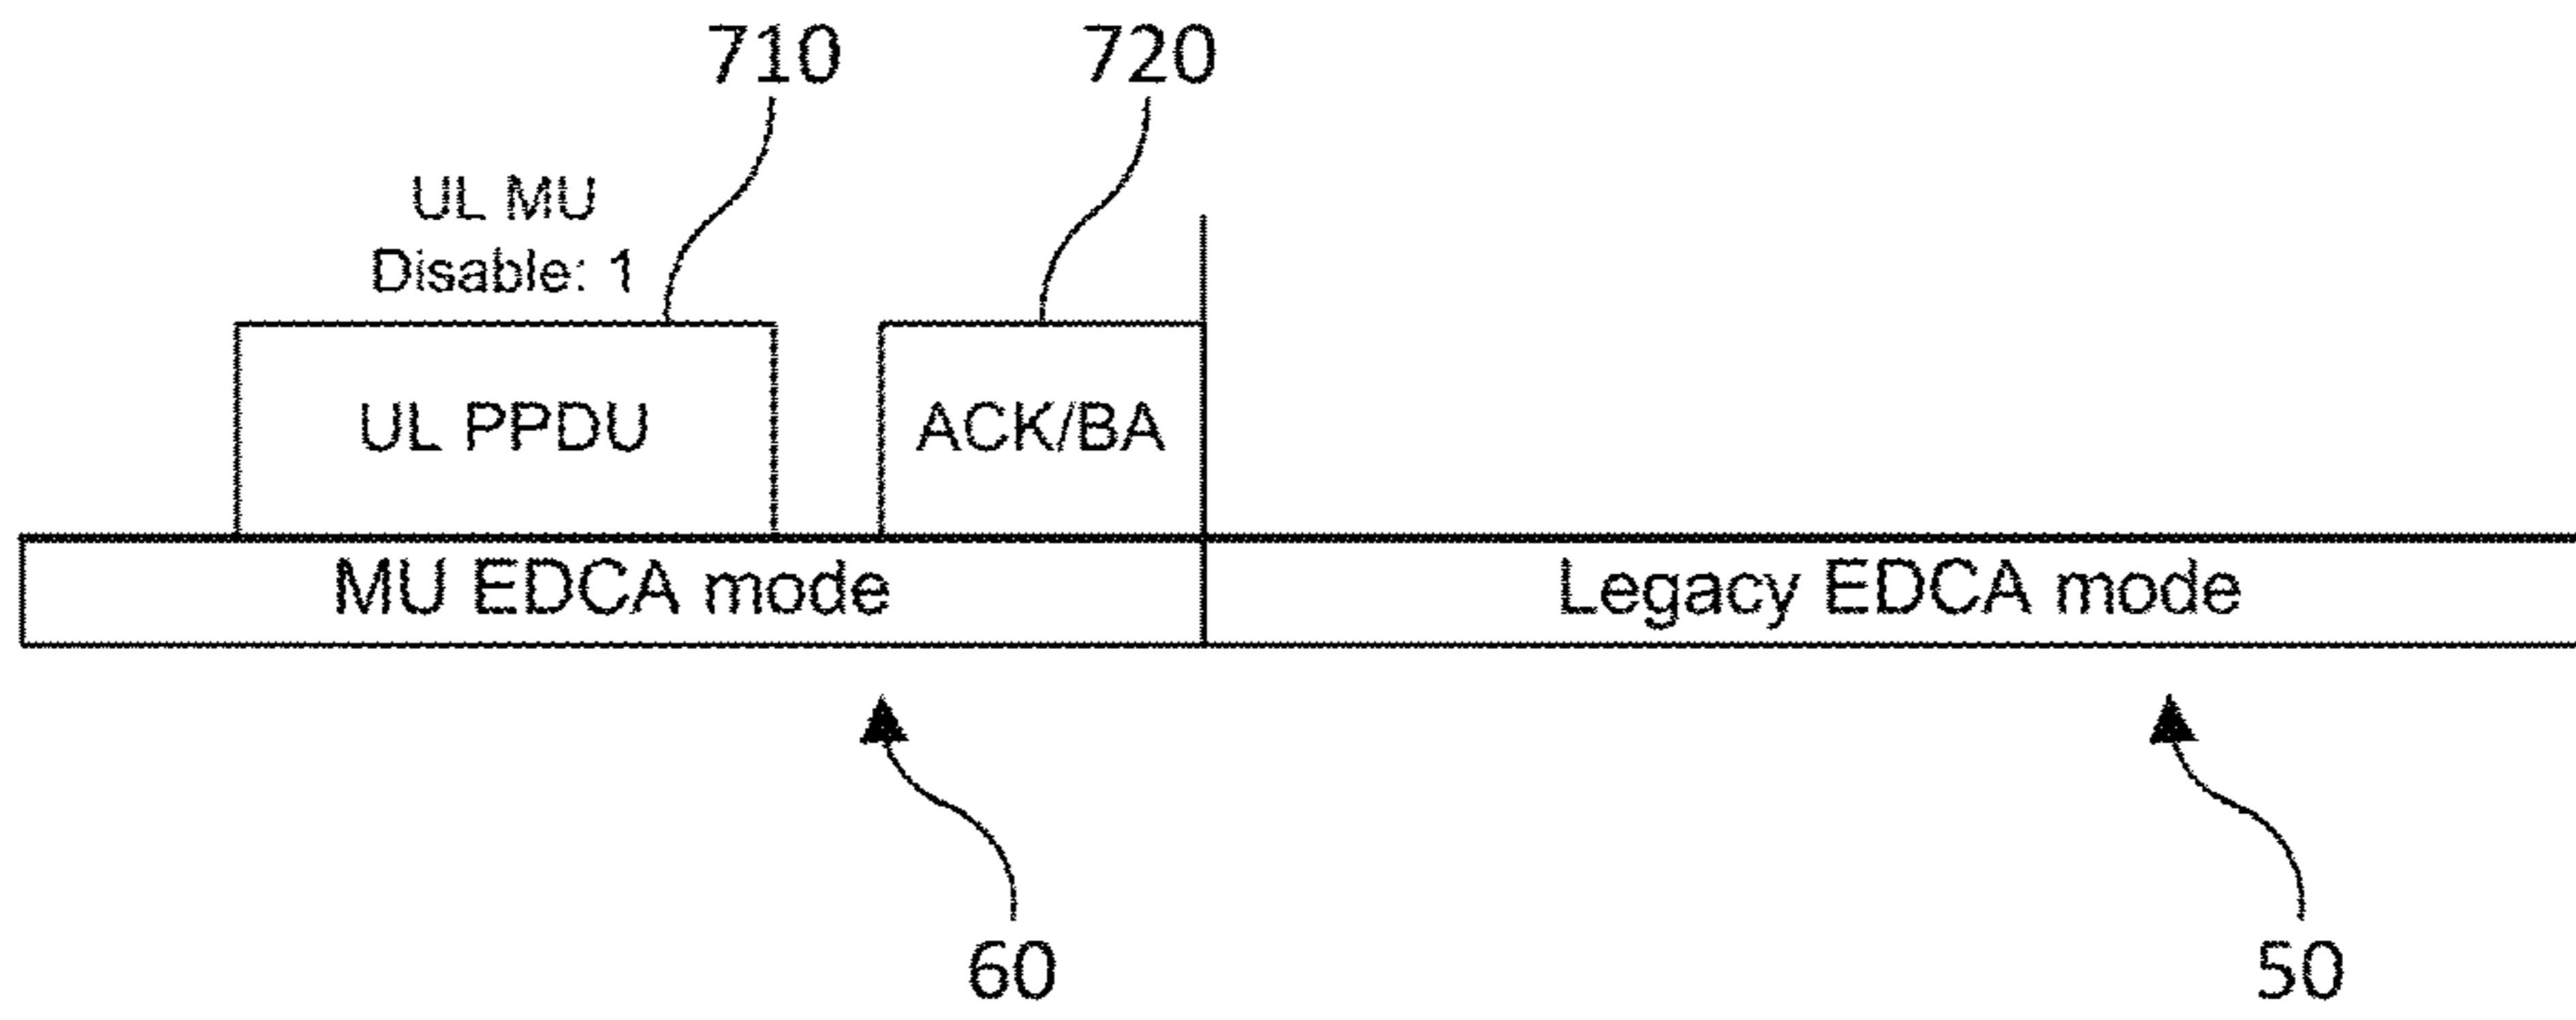 710
720
UL MU
Disable: 1
UL PPDU
ACK/BA
MU EDCA mode
Legacy EDCA mode
60
50